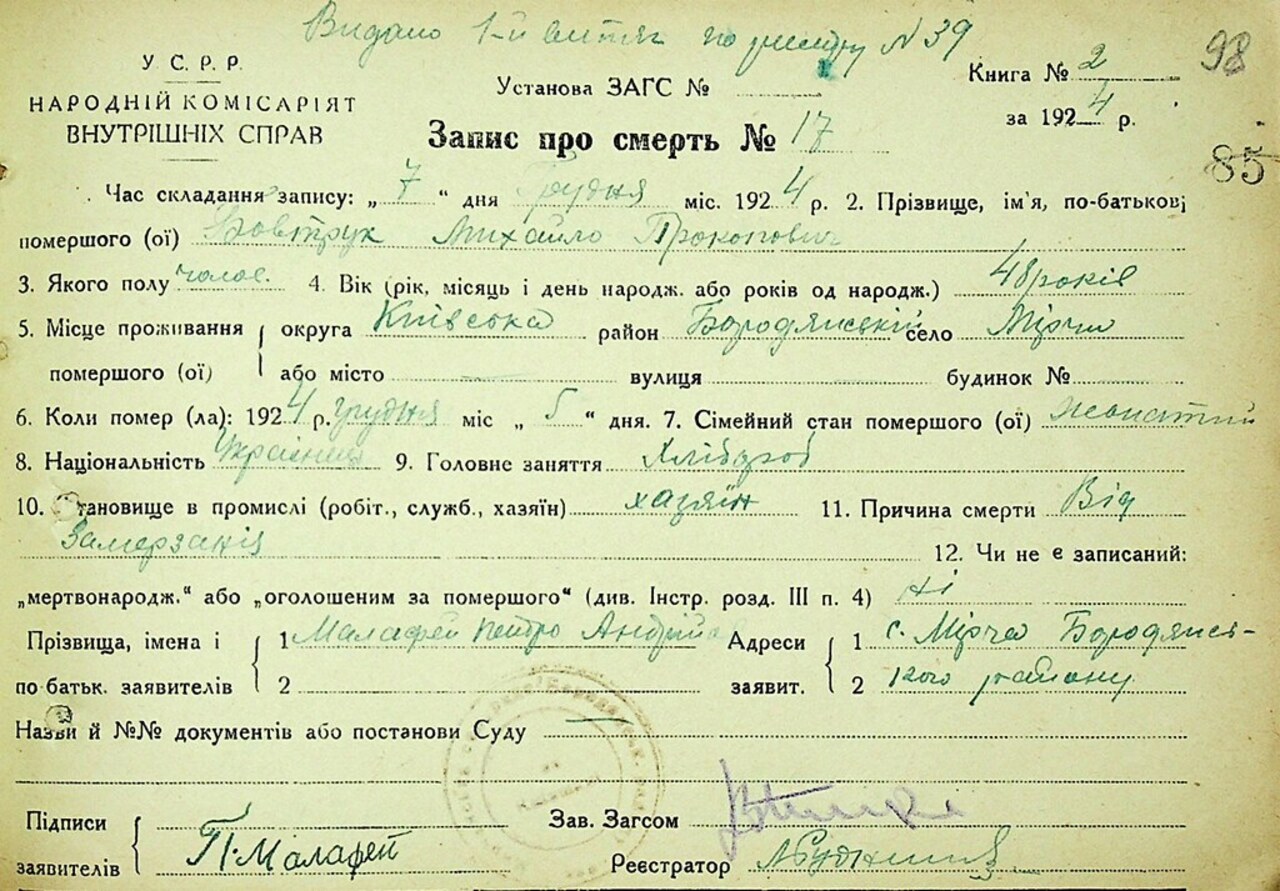 Видано 1-й витяг по реєстру N 39
98
У. С. Р. Р.
НАРОДНІЙ КОМІСАРІЯТ
ВНУТРІШНІХ СПРАВ
Установа ЗАГС №
Книга № 2
за 1924 р.
Запис про смерть № 17
85
Час складання запису: „7“ дня Грудня міс. 1924 р. 2. Прізвище, ім'я, по-батькові
помершого (ої) Бовтрук Михайло Прокопович
3. Якого полу чолов. 4. Вік (рік, місяць і день народж. або років од народж.) 48 років
5. Місце проживання округа Київська район Бородянський село Мірча
помершого (ої) або місто — вулиця — будинок № —
6. Коли помер (ла): 1924 р. грудня міс „5“ дня. 7. Сімейний стан помершого (ої) жонатий
8. Національність Українец 9. Головне заняття Хлібороб
10. Становище в промислі (робіт., служб., хазяїн) хазяїн 11. Причина смерти Від
Замерзанія 12. Чи не є записаний:
„мертвонародж.“ або „оголошеним за помершого“ (див. Інстр. розд. III п. 4) ні
Прізвища, імена і 1 Малафей Петро Андрій Адреси 1 с. Мірча Бородянсь-
по батьк. заявителів 2 заявит. 2 кого району
Назви й №№ документів або постанови Суду —
Підписи Зав. Загсом
заявителів П. Малафей Реєстратор